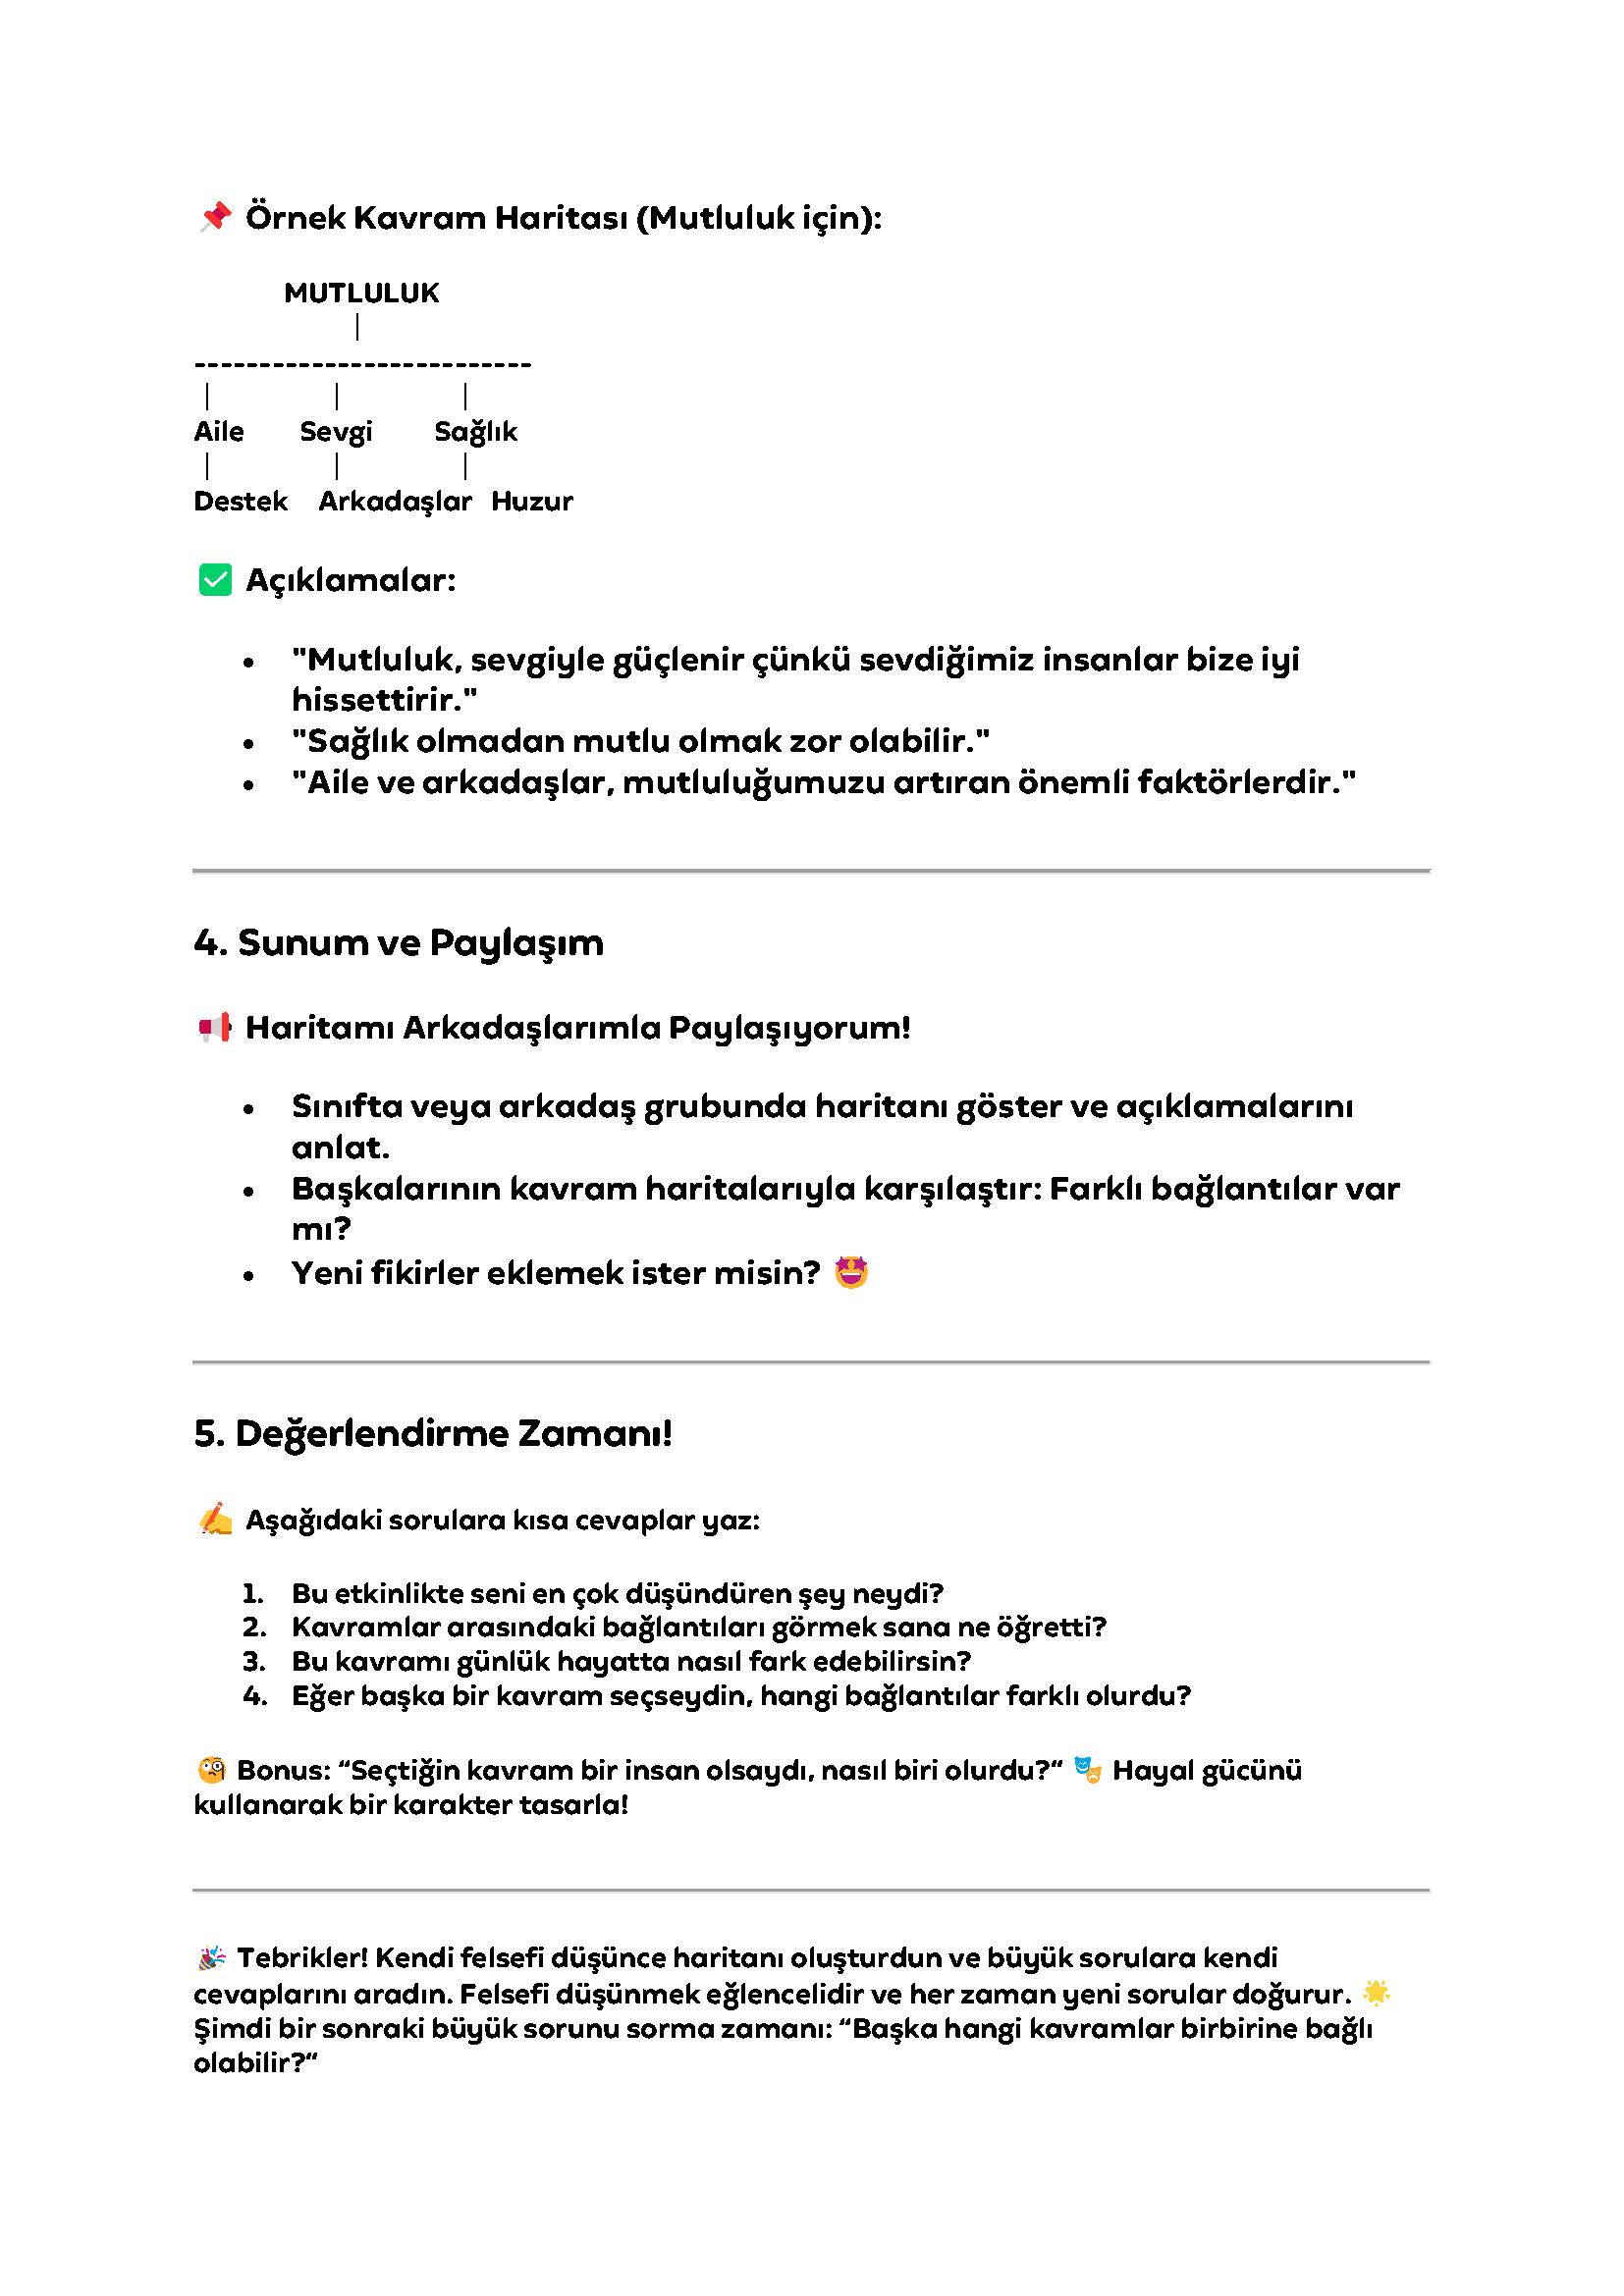 📌 Örnek Kavram Haritası (Mutluluk için):
MUTLULUK
|
--------------------------
| | |
Aile Sevgi Sağlık
| | |
Destek Arkadaşlar Huzur
✅ Açıklamalar:
• "Mutluluk, sevgiyle güçlenir çünkü sevdiğimiz insanlar bize iyi
hissettirir."
• "Sağlık olmadan mutlu olmak zor olabilir."
• "Aile ve arkadaşlar, mutluluğumuzu artıran önemli faktörlerdir."
4. Sunum ve Paylaşım
📢 Haritamı Arkadaşlarımla Paylaşıyorum!
• Sınıfta veya arkadaş grubunda haritanı göster ve açıklamalarını
anlat.
• Başkalarının kavram haritalarıyla karşılaştır: Farklı bağlantılar var
mı?
• Yeni fikirler eklemek ister misin? 🤩
5. Değerlendirme Zamanı!
✍️ Aşağıdaki sorulara kısa cevaplar yaz:
1. Bu etkinlikte seni en çok düşündüren şey neydi?
2. Kavramlar arasındaki bağlantıları görmek sana ne öğretti?
3. Bu kavramı günlük hayatta nasıl fark edebilirsin?
4. Eğer başka bir kavram seçseydin, hangi bağlantılar farklı olurdu?
🧐 Bonus: “Seçtiğin kavram bir insan olsaydı, nasıl biri olurdu?“ 🎭 Hayal gücünü
kullanarak bir karakter tasarla!
🎉 Tebrikler! Kendi felsefi düşünce haritanı oluşturdun ve büyük sorulara kendi
cevaplarını aradın. Felsefi düşünmek eğlencelidir ve her zaman yeni sorular doğurur. 🌟
Şimdi bir sonraki büyük sorunu sorma zamanı: “Başka hangi kavramlar birbirine bağlı
olabilir?“